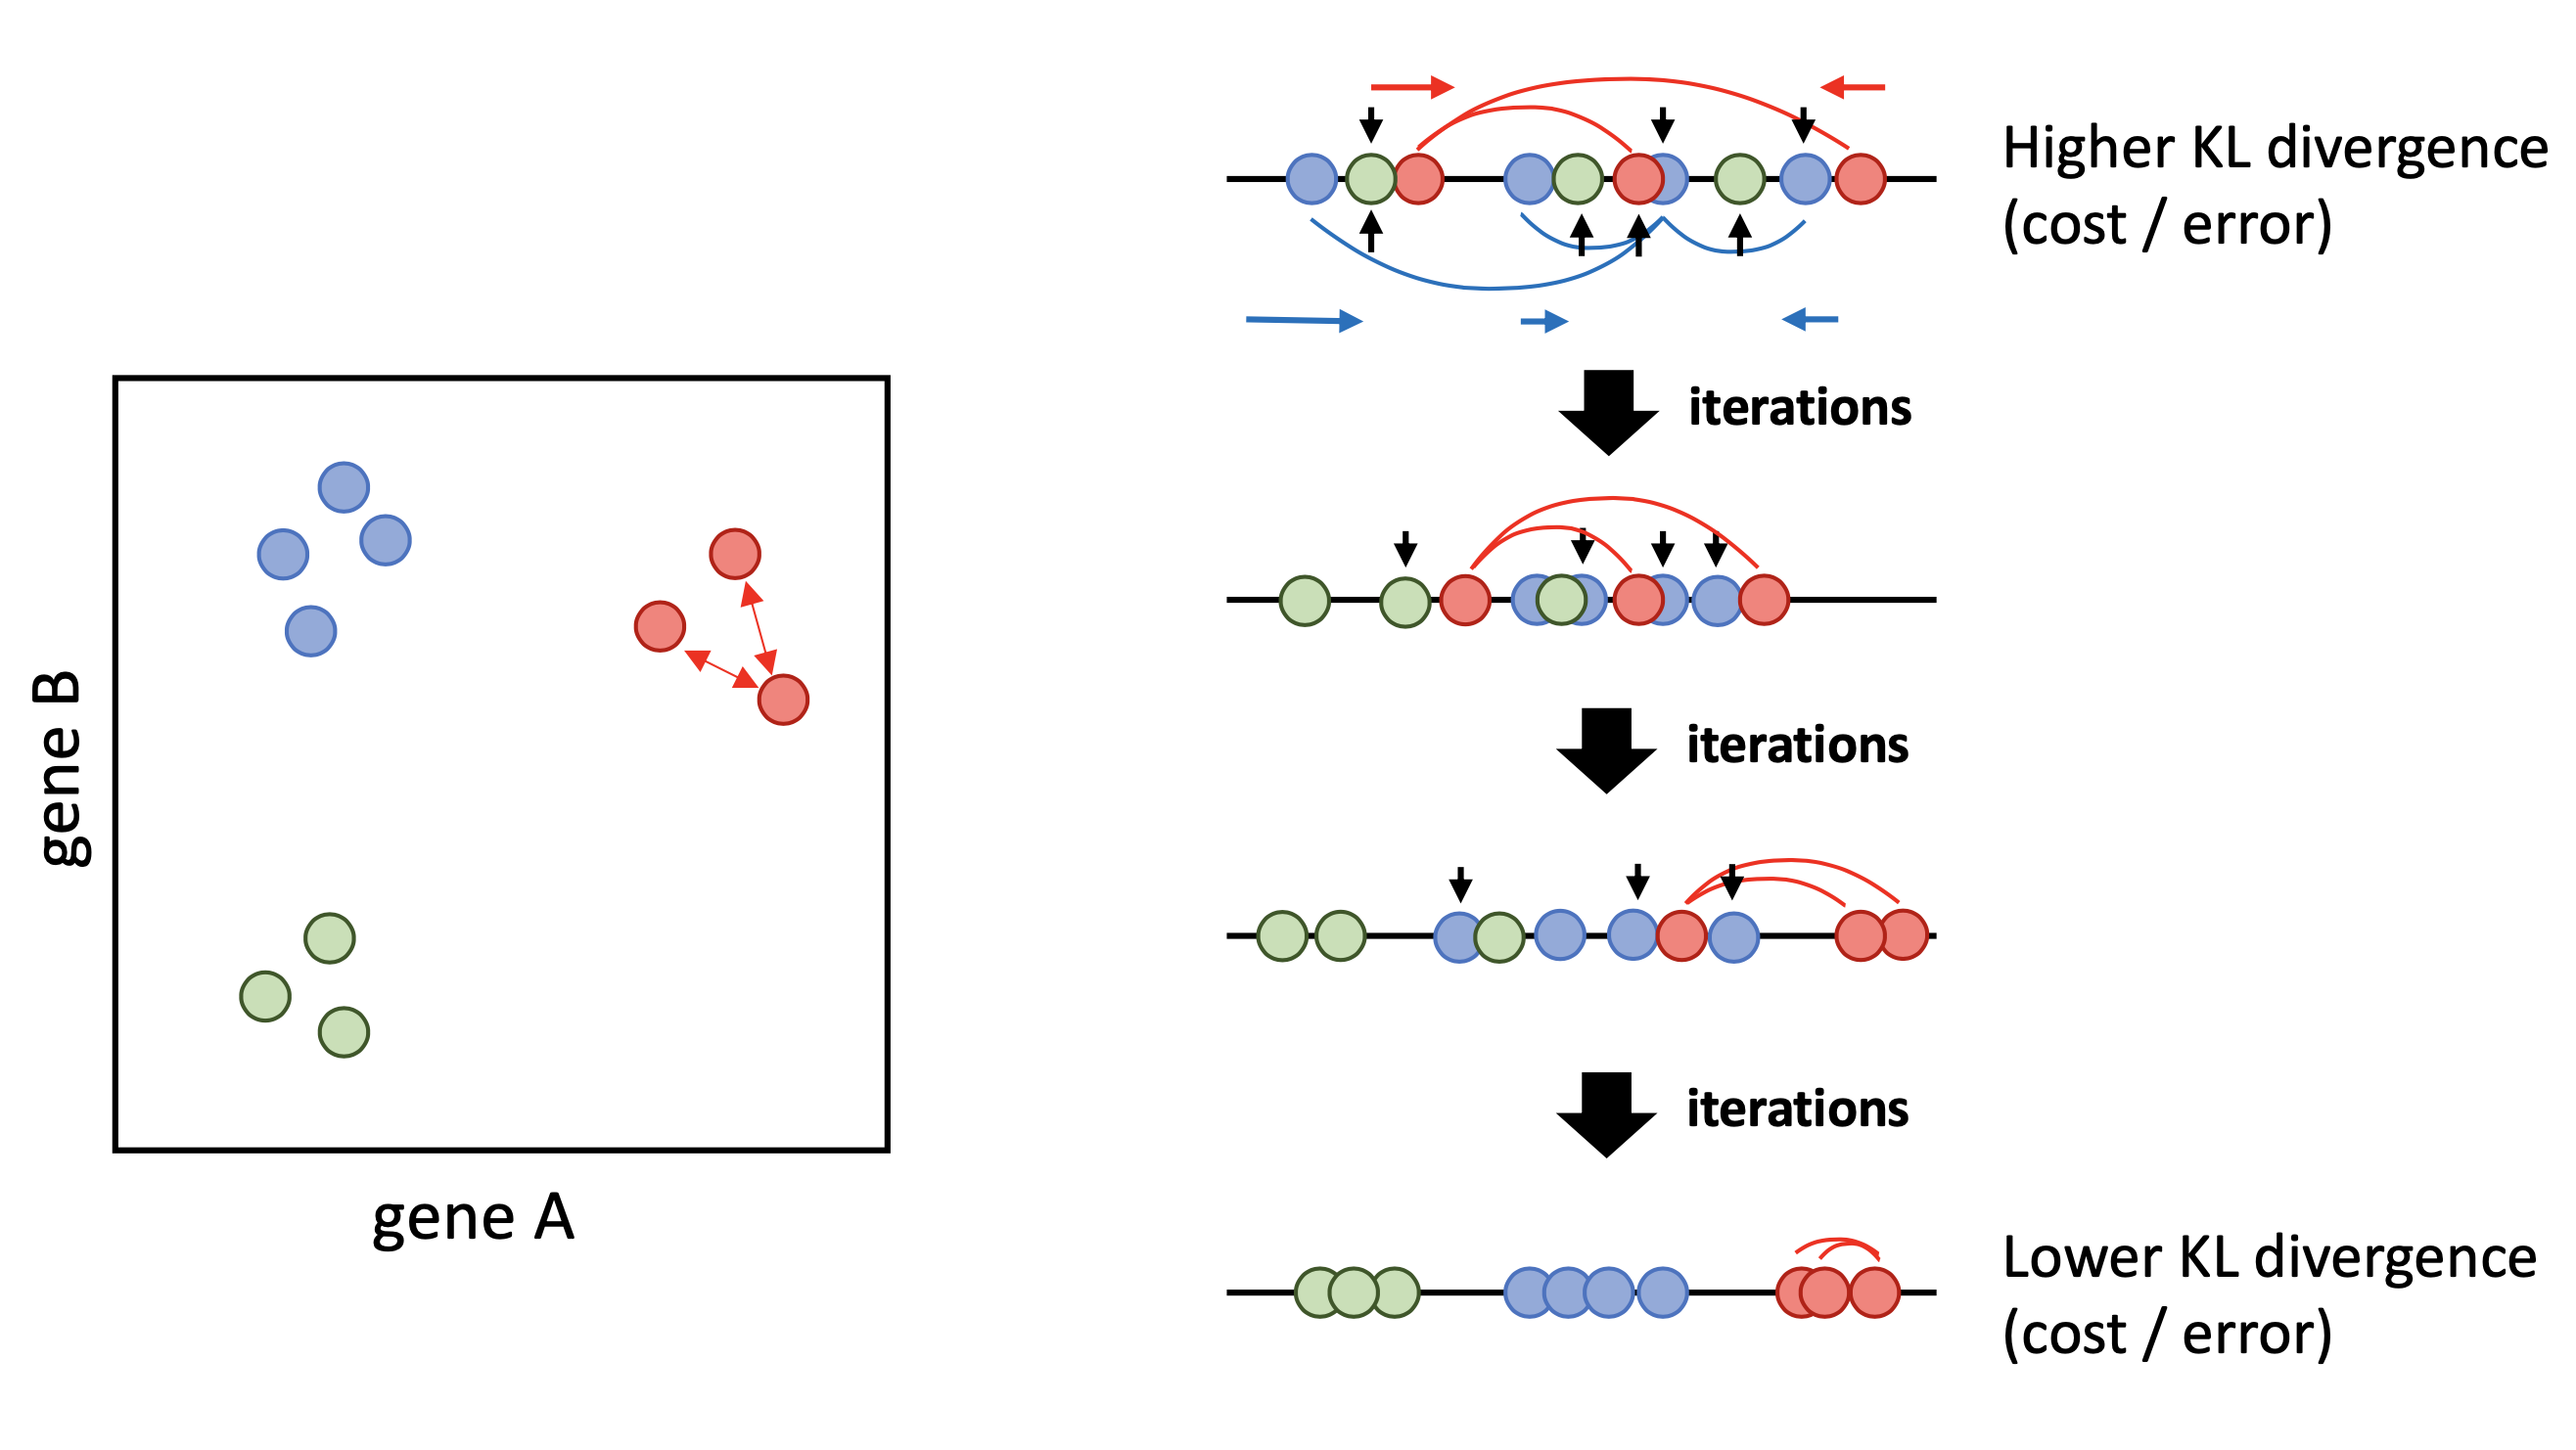 gene B
gene A
Higher KL divergence
(cost / error)
iterations
iterations
iterations
Lower KL divergence
(cost / error)